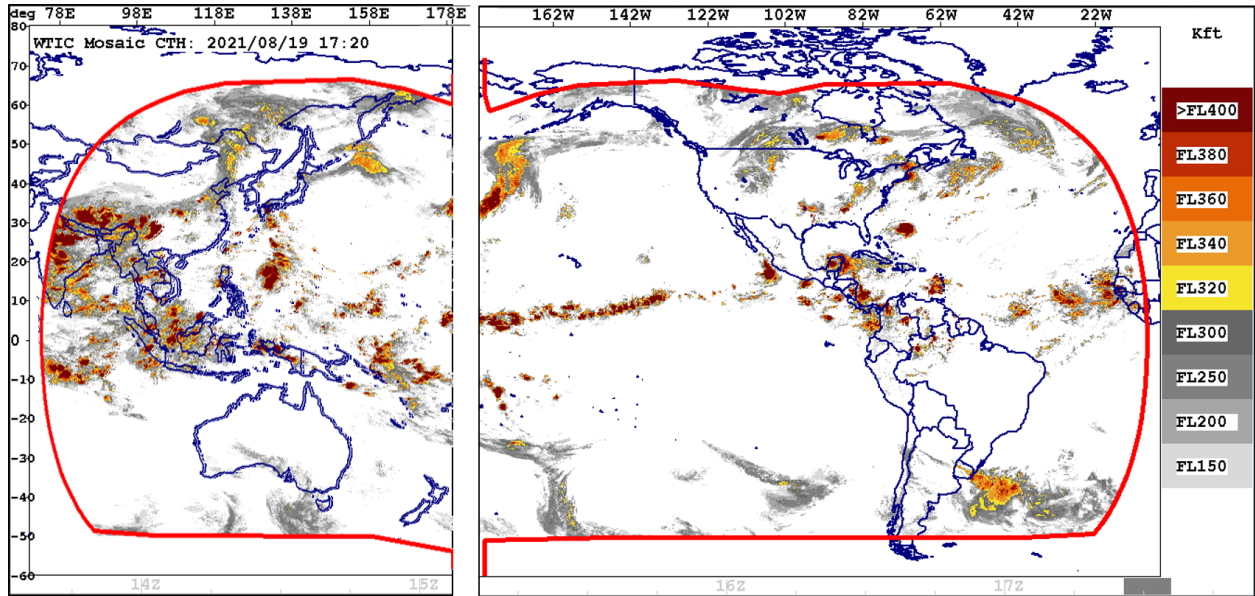 deg 78E 98E 118E 138E 158E 178E 162W 142W 122W 102W 82W 62W 42W 22W
80
WTIC Mosaic CTH: 2021/08/19 17:20
Kft
70
60
50
40
30
20
10
0
-10
-20
-30
-40
-50
-60
>FL400
FL380
FL360
FL340
FL320
FL300
FL250
FL200
FL150
14Z 15Z 16Z 17Z